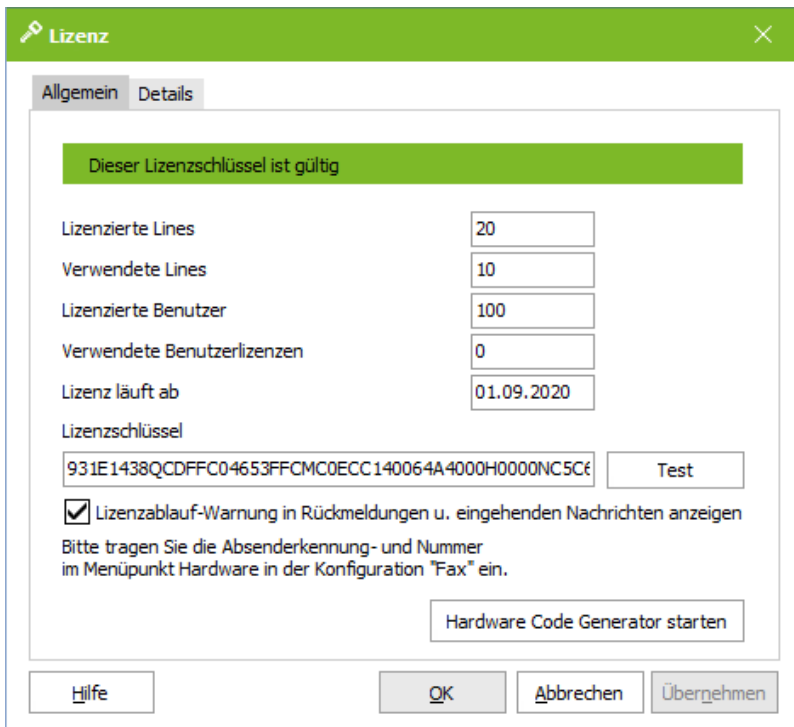 Lizenz
Allgemein Details
Dieser Lizenzschlüssel ist gültig
Lizenzierte Lines 20
Verwendete Lines 10
Lizenzierte Benutzer 100
Verwendete Benutzerlizenzen 0
Lizenz läuft ab 01.09.2020
Lizenzschlüssel
931E1438QCDFFC04653FFCMC0ECC140064A4000H0000NC5C6 Test
Lizenzablauf-Warnung in Rückmeldungen u. eingehenden Nachrichten anzeigen
Bitte tragen Sie die Absenderkennung- und Nummer
im Menüpunkt Hardware in der Konfiguration "Fax" ein.
Hardware Code Generator starten
Hilfe OK Abbrechen Übernehmen